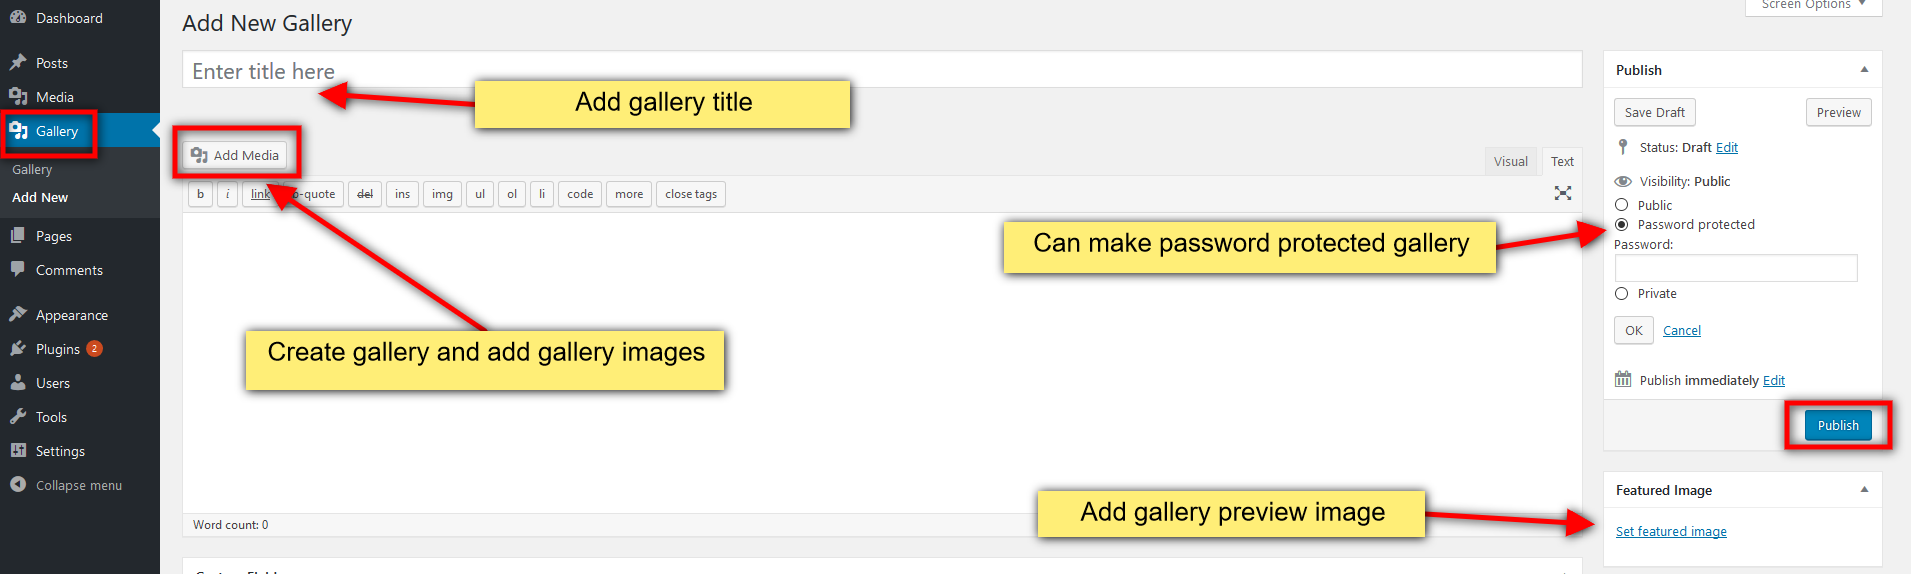 Dashboard
Posts
Media
Gallery
Gallery
Add New
Pages
Comments
Appearance
Plugins 2
Users
Tools
Settings
Collapse menu
Screen Options
Add New Gallery
Enter title here
Add gallery title
Add Media
Visual Text
b i link b-quote del ins img ul ol li code more close tags
Can make password protected gallery
Create gallery and add gallery images
Add gallery preview image
Word count: 0
Publish
Save Draft Preview
Status: Draft Edit
Visibility: Public
Public
Password protected
Password:
Private
OK Cancel
Publish immediately Edit
Publish
Featured Image
Set featured image